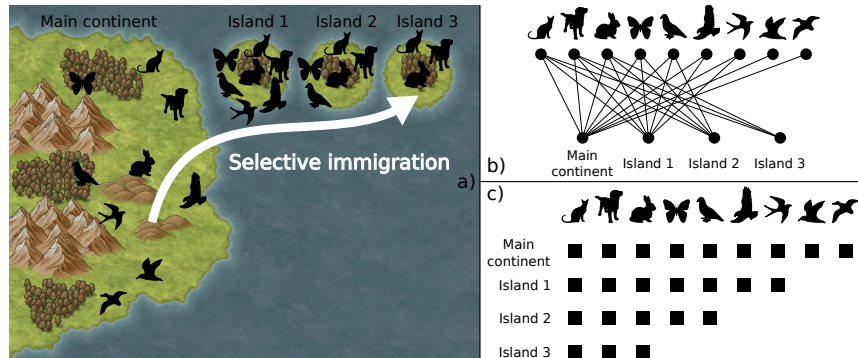 Main continent
Island 1
Island 2
Island 3
Selective immigration
a)
b)
Main
continent
Island 1
Island 2
Island 3
c)
Main
continent
Island 1
Island 2
Island 3